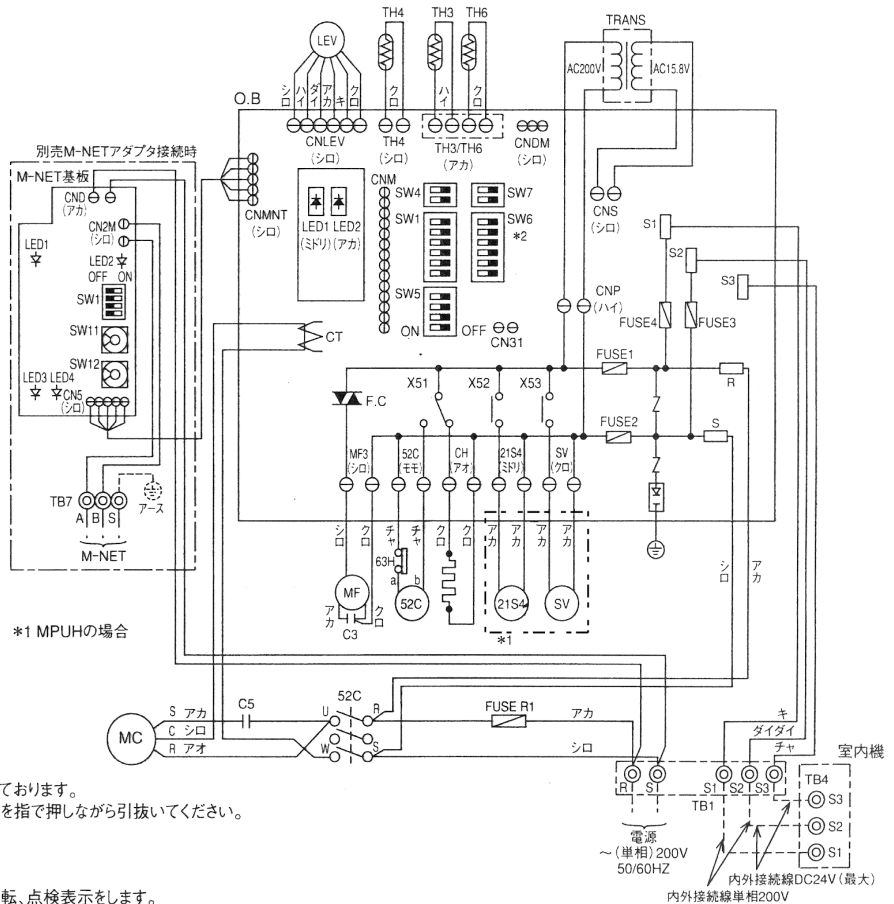 LEV
TH4
TH3
TH6
TRANS
AC200V
AC15.8V
シロ
ハイ
ダイ
アカ
キ
クロ
クロ
ハイ
クロ
O.B
CNLEV
(シロ)
TH4
(シロ)
TH3/TH6
(アカ)
CNDM
(シロ)
別売M-NETアダプタ接続時
M-NET基板
CND
(アカ)
CN2M
(シロ)
LED1
LED2
OFF ON
SW1
SW11
SW12
LED3 LED4
CN5
(シロ)
TB7
A B S
アース
M-NET
CNMNT
(シロ)
LED1 LED2
(ミドリ)(アカ)
CNM
SW4
SW7
SW1
SW6
*2
SW5
ON
OFF
CN31
CT
CNS
(シロ)
CNP
(ハイ)
S1
S2
S3
FUSE4
FUSE3
FUSE1
FUSE2
R
S
F.C
X51
X52
X53
MF3
(シロ)
52C
(モモ)
CH
(アオ)
21S4
(ミドリ)
SV
(クロ)
シロ
クロ
チャ
チャ
クロ
クロ
アカ
アカ
アカ
アカ
シロ
アカ
63H
a
b
MF
アカ
クロ
C3
52C
21S4
SV
*1
*1 MPUHの場合
MC
S アカ
C シロ
R アオ
C5
52C
U
R
W
S
FUSE R1
アカ
シロ
キ
ダイダイ
チャ
室内機
R
S
S1
S2
S3
TB1
TB4
S3
S2
S1
電源
~(単相)200V
50/60HZ
内外接続線DC24V(最大)
内外接続線単相200V
ております。
を指で押しながら引抜いてください。
転、点検表示をします。